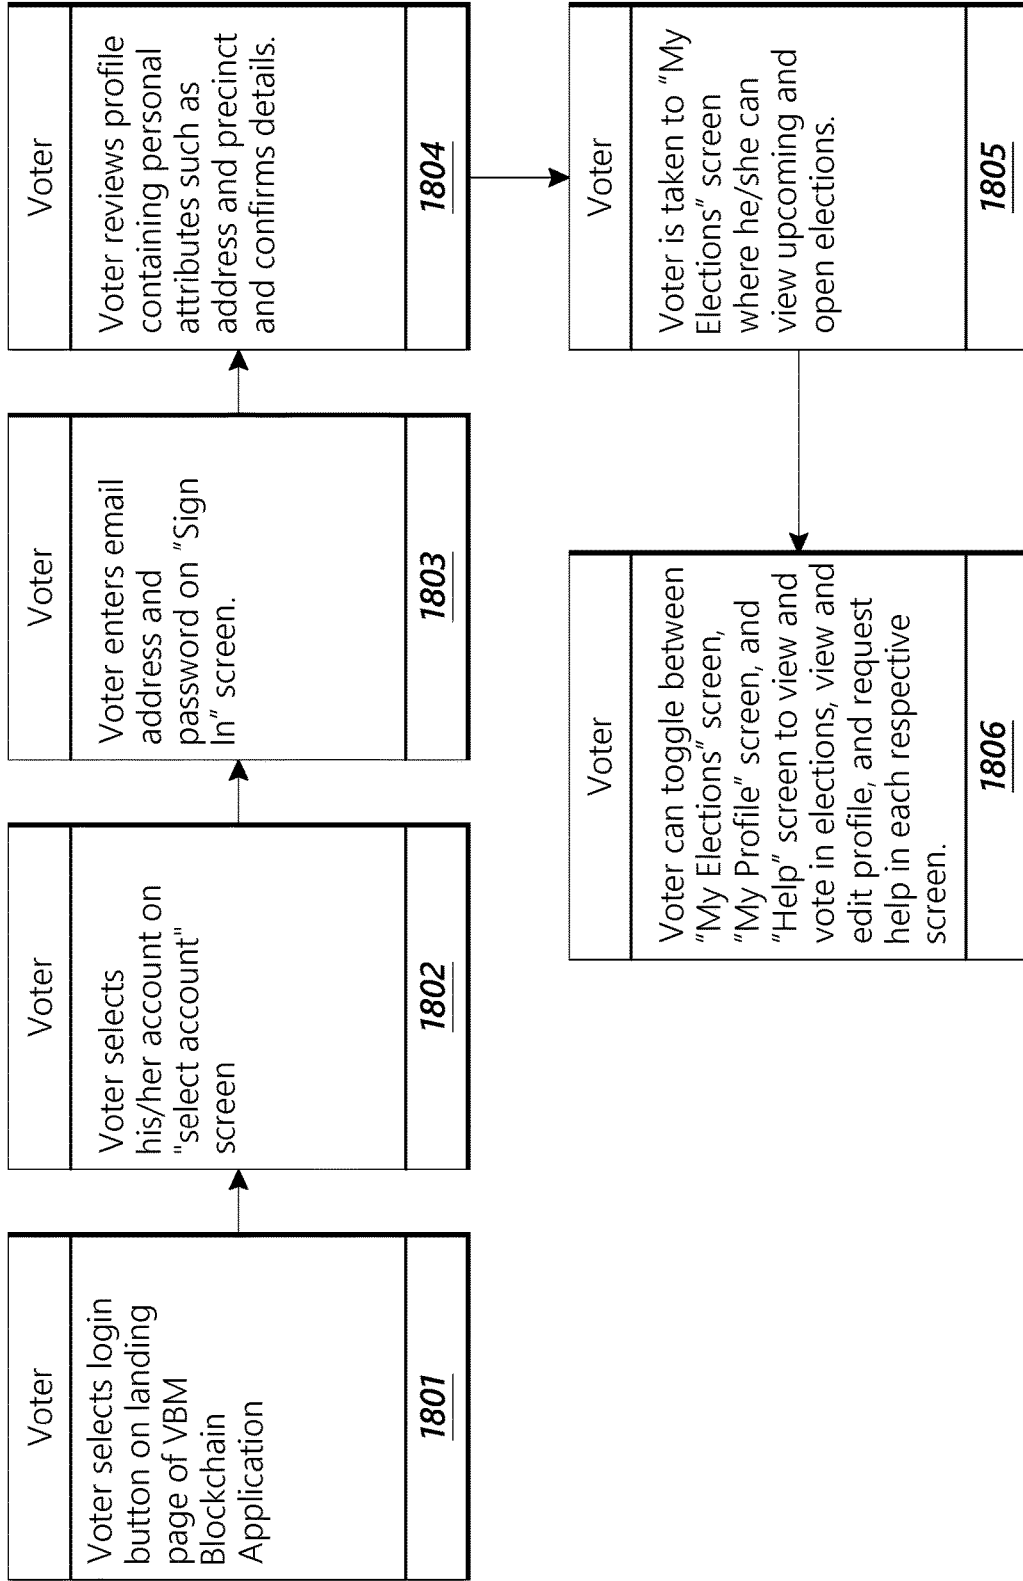 Voter
Voter selects login
button on landing
page of VBM
Blockchain
Application
1801
Voter
Voter selects
his/her account on
"select account"
screen
1802
Voter
Voter enters email
address and
password on “Sign
In” screen.
1803
Voter
Voter reviews profile
containing personal
attributes such as
address and precinct
and confirms details.
1804
Voter
Voter is taken to “My
Elections” screen
where he/she can
view upcoming and
open elections.
1805
Voter
Voter can toggle between
“My Elections” screen,
“My Profile” screen, and
“Help” screen to view and
vote in elections, view and
edit profile, and request
help in each respective
screen.
1806